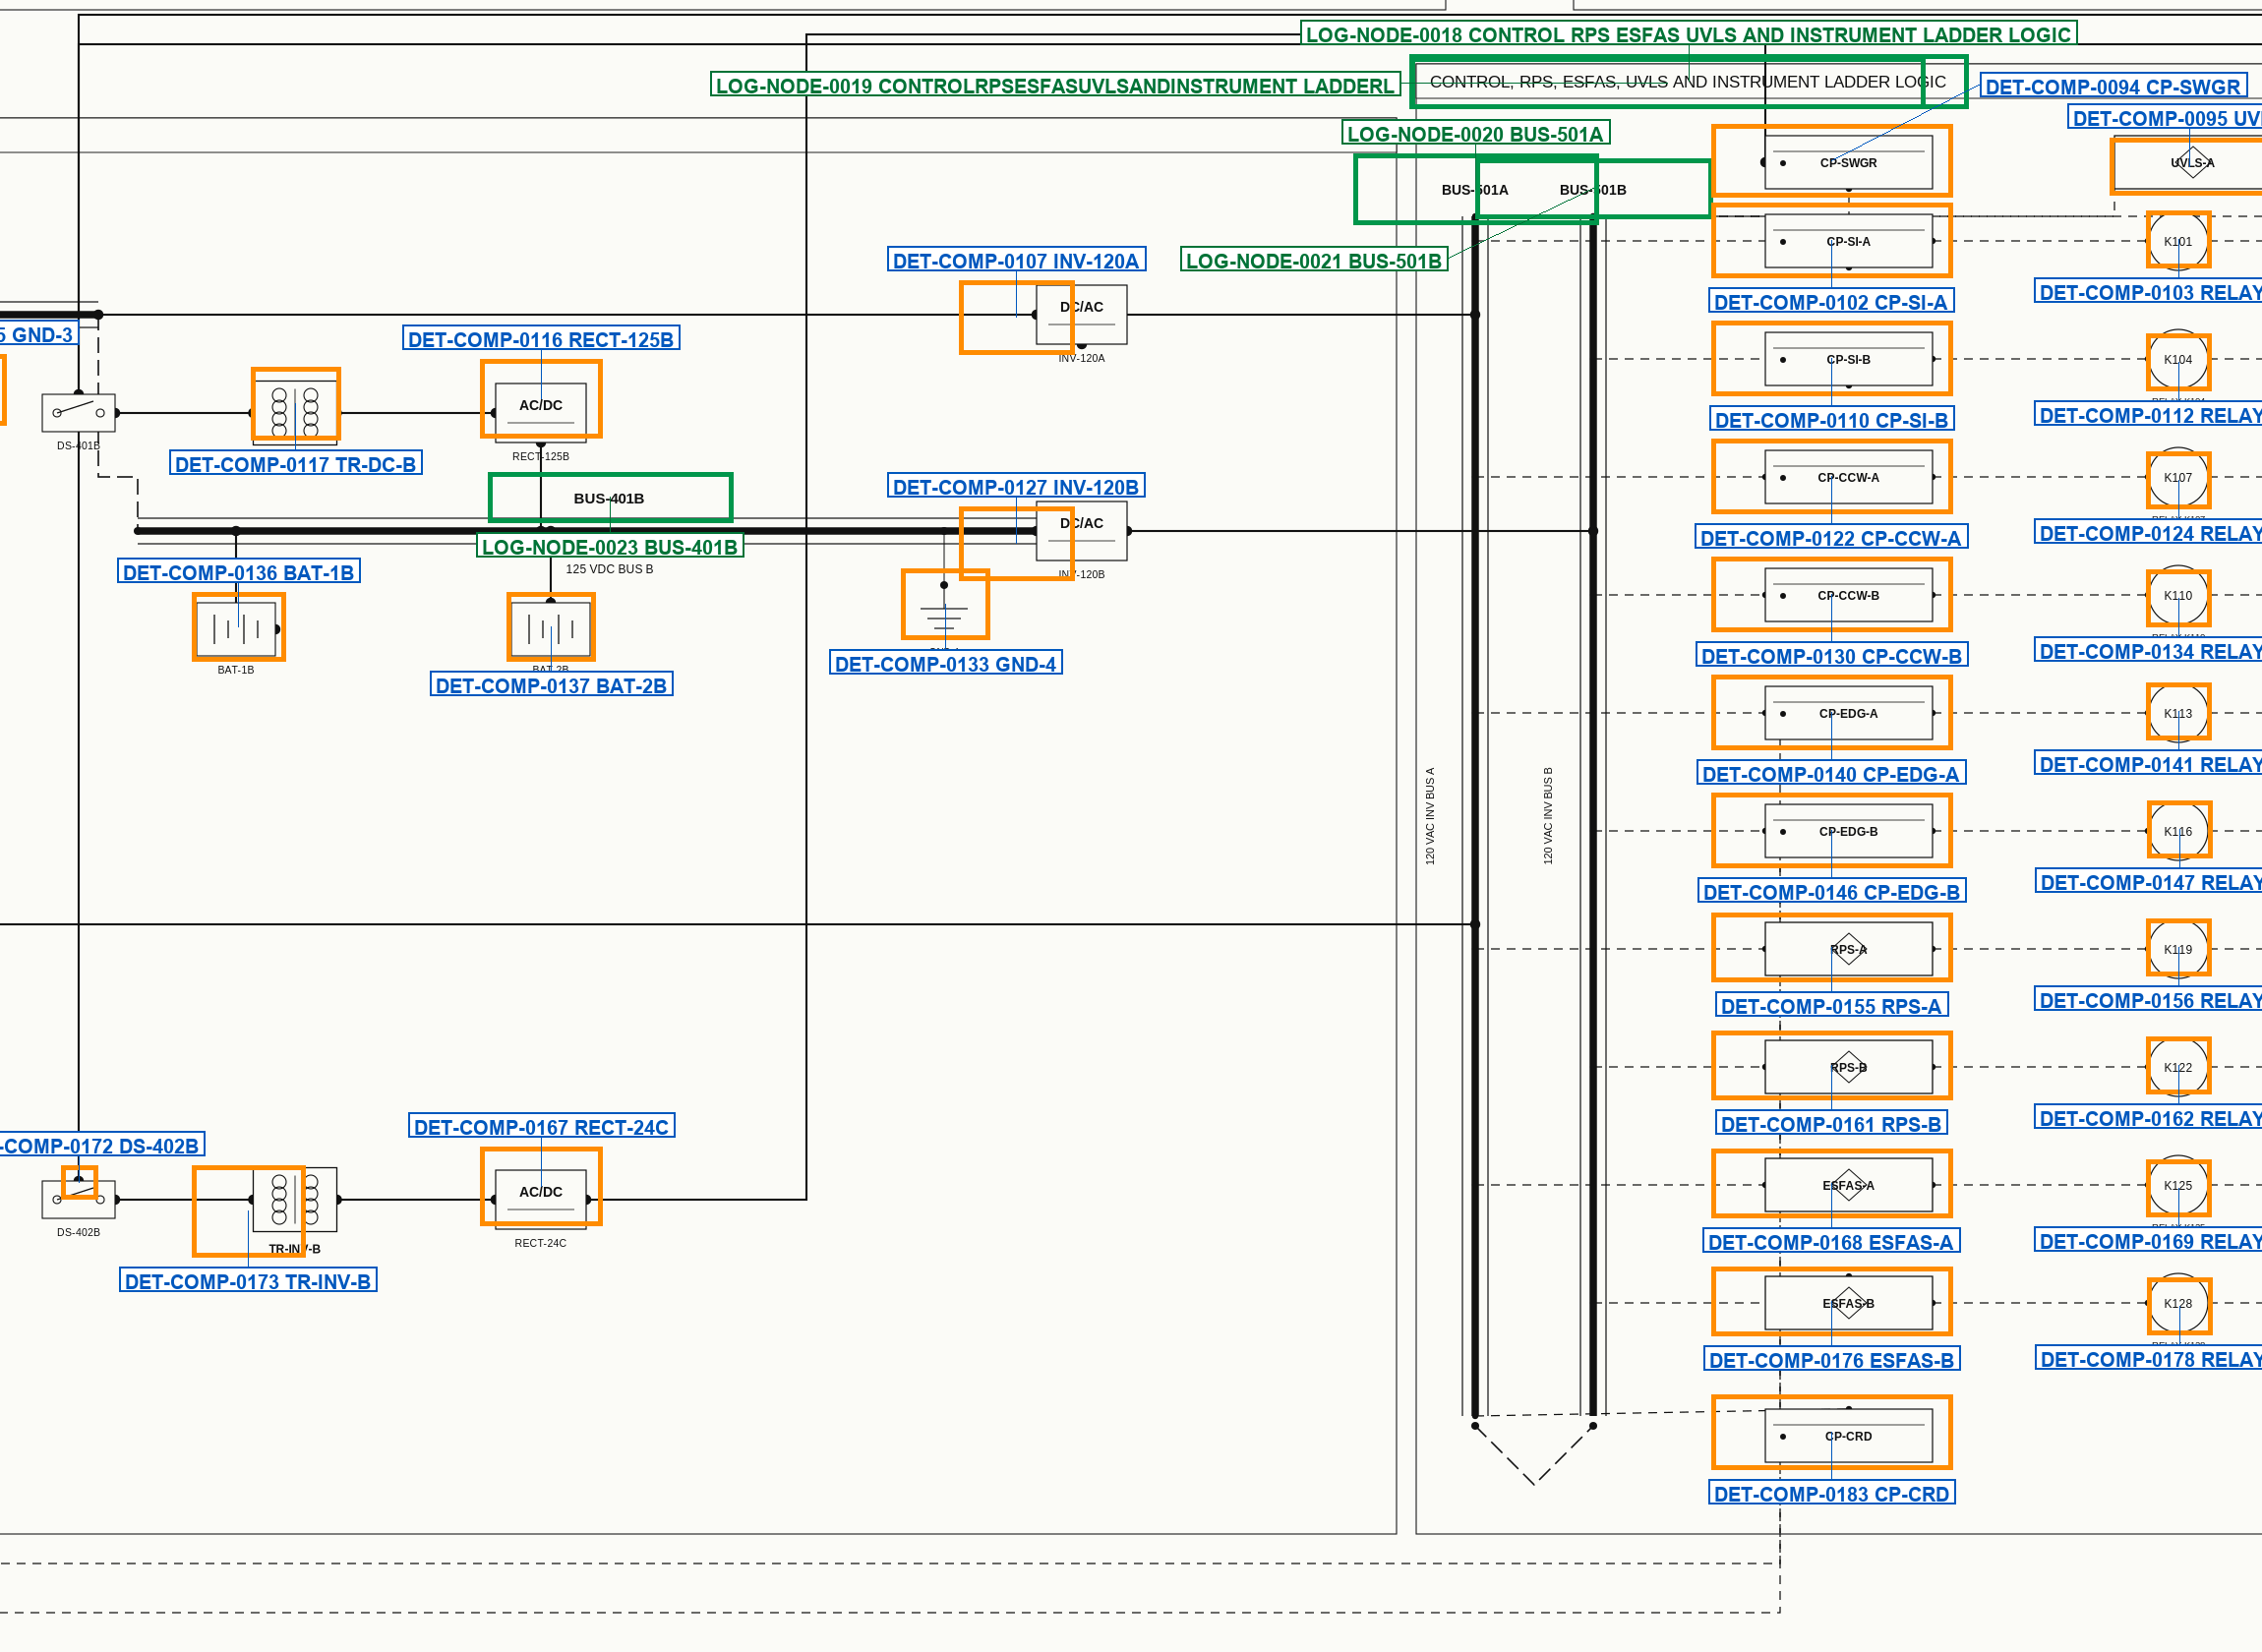 LOG-NODE-0018 CONTROL RPS ESFAS UVLS AND INSTRUMENT LADDER LOGIC
LOG-NODE-0019 CONTROLRPSESFASUVLSANDINSTRUMENT LADDERL
CONTROL, RPS, ESFAS, UVLS AND INSTRUMENT LADDER LOGIC
DET-COMP-0094 CP-SWGR
DET-COMP-0095 UV
LOG-NODE-0020 BUS-501A
CP-SWGR
UVLS-A
BUS-501A
BUS-501B
CP-SI-A
K101
DET-COMP-0107 INV-120A
LOG-NODE-0021 BUS-501B
DET-COMP-0102 CP-SI-A
DET-COMP-0103 RELAY
DC/AC
INV-120A
5 GND-3
DET-COMP-0116 RECT-125B
CP-SI-B
K104
AC/DC
DS-401B
RECT-125B
DET-COMP-0110 CP-SI-B
DET-COMP-0112 RELAY
DET-COMP-0117 TR-DC-B
CP-CCW-A
K107
DET-COMP-0127 INV-120B
BUS-401B
DC/AC
LOG-NODE-0023 BUS-401B
DET-COMP-0122 CP-CCW-A
DET-COMP-0124 RELAY
125 VDC BUS B
INV-120B
DET-COMP-0136 BAT-1B
CP-CCW-B
K110
BAT-1B
BAT-2B
DET-COMP-0137 BAT-2B
DET-COMP-0133 GND-4
DET-COMP-0130 CP-CCW-B
DET-COMP-0134 RELAY
CP-EDG-A
K113
DET-COMP-0140 CP-EDG-A
DET-COMP-0141 RELAY
120 VAC INV BUS A
120 VAC INV BUS B
CP-EDG-B
K116
DET-COMP-0146 CP-EDG-B
DET-COMP-0147 RELAY
RPS-A
K119
DET-COMP-0155 RPS-A
DET-COMP-0156 RELAY
RPS-B
K122
DET-COMP-0161 RPS-B
DET-COMP-0162 RELAY
-COMP-0172 DS-402B
DET-COMP-0167 RECT-24C
AC/DC
ESFAS-A
K125
DS-402B
TR-INV-B
RECT-24C
DET-COMP-0168 ESFAS-A
DET-COMP-0169 RELAY
DET-COMP-0173 TR-INV-B
ESFAS-B
K128
DET-COMP-0176 ESFAS-B
DET-COMP-0178 RELAY
CP-CRD
DET-COMP-0183 CP-CRD